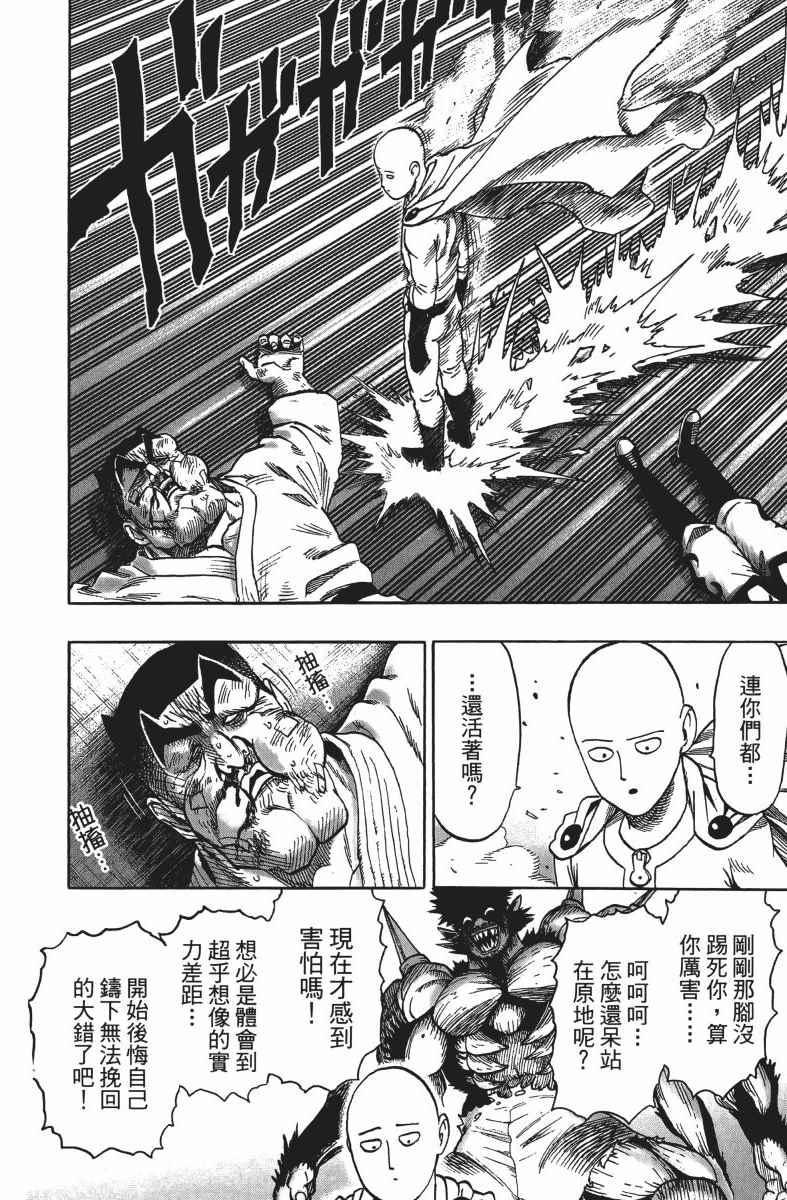 ガガガガガ
連你們都⋯
⋯還活著嗎？
抽搐⋯
抽搐⋯
剛剛那腳沒
踢死你，算
你厲害⋯⋯
呵呵呵⋯
怎麼還呆站
在原地呢？
現在才感到
害怕嗎！
想必是體會到
超乎想像的實
力差距⋯
開始後悔自己
鑄下無法挽回
的大錯了吧！